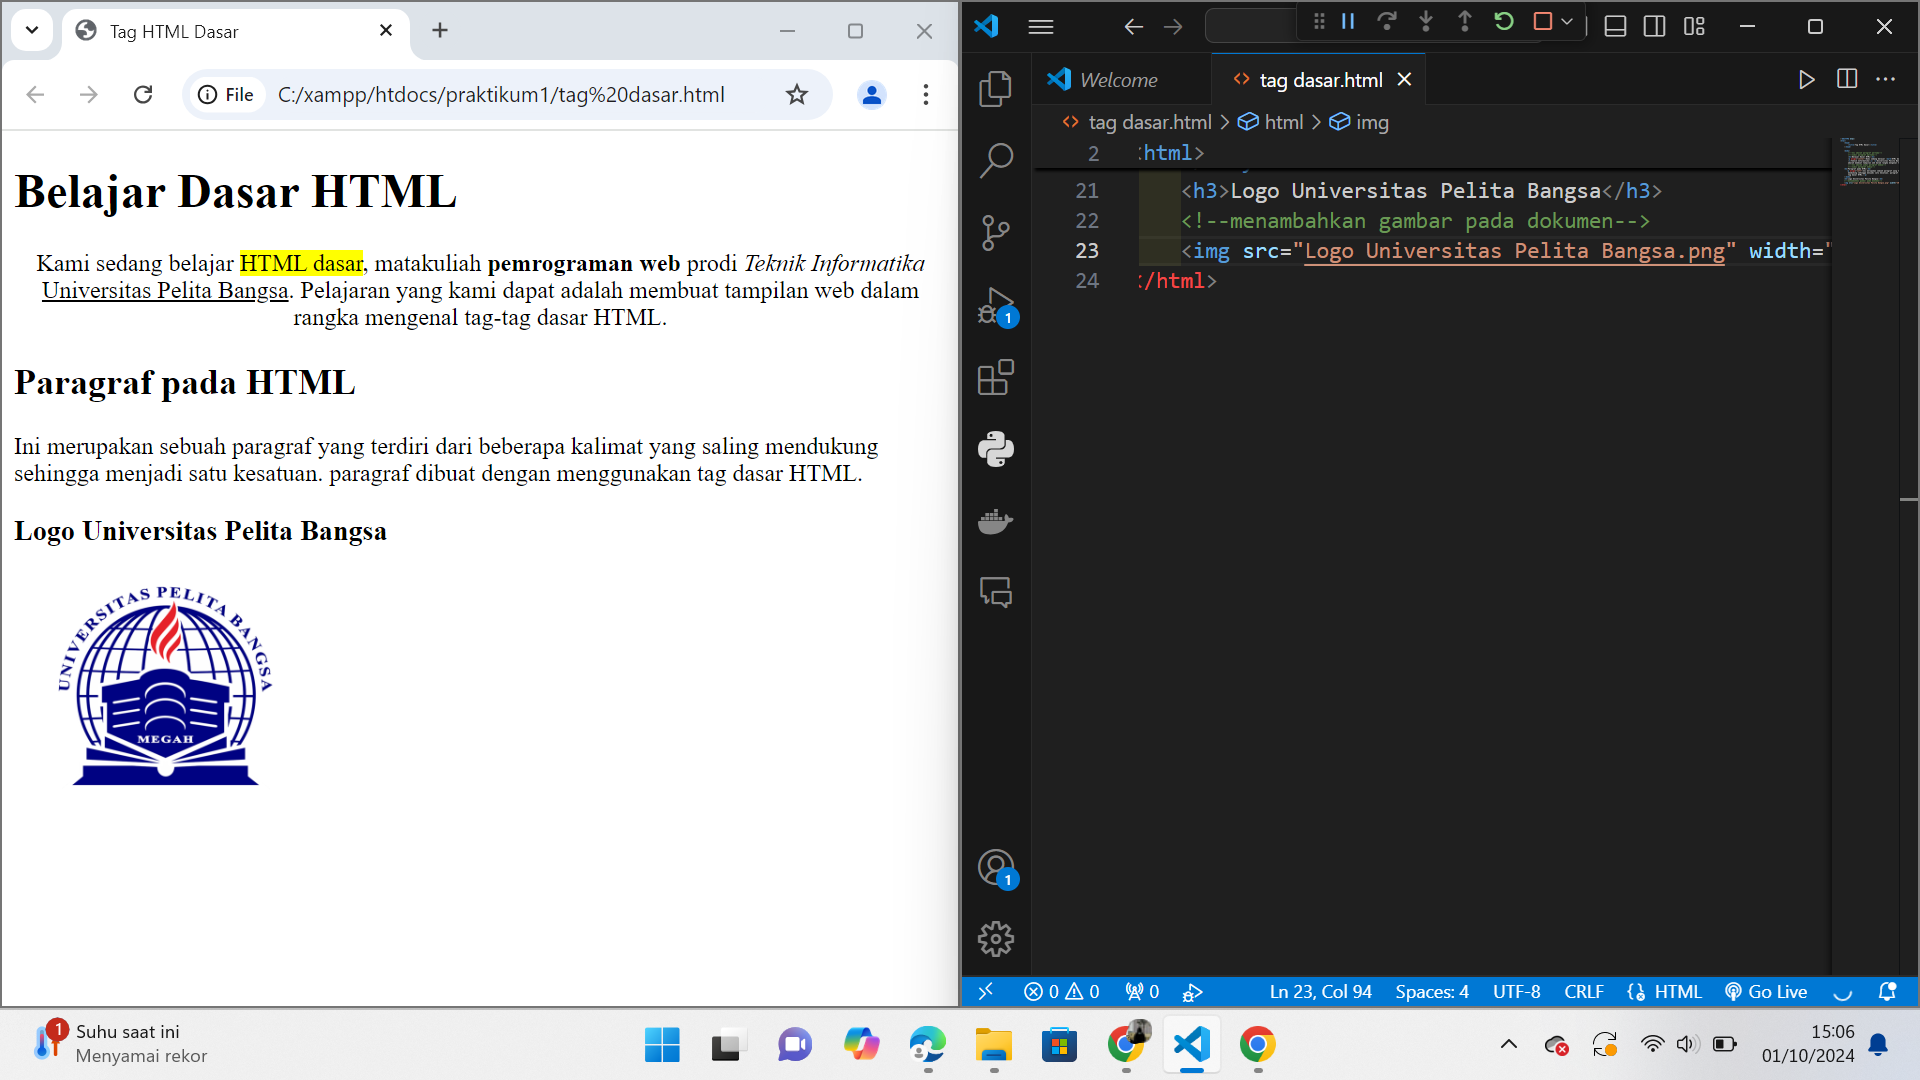 Tag HTML Dasar
File
C:/xampp/htdocs/praktikum1/tag%20dasar.html
Belajar Dasar HTML
Kami sedang belajar HTML dasar, matakuliah pemrograman web prodi Teknik Informatika
Universitas Pelita Bangsa. Pelajaran yang kami dapat adalah membuat tampilan web dalam
rangka mengenal tag-tag dasar HTML.
Paragraf pada HTML
Ini merupakan sebuah paragraf yang terdiri dari beberapa kalimat yang saling mendukung
sehingga menjadi satu kesatuan. paragraf dibuat dengan menggunakan tag dasar HTML.
Logo Universitas Pelita Bangsa
UNIVERSITAS PELITA BANGSA
MEGAH
Welcome
tag dasar.html
tag dasar.html > html > img
2 <html>
21 <h3>Logo Universitas Pelita Bangsa</h3>
22 <!--menambahkan gambar pada dokumen-->
23 <img src="Logo Universitas Pelita Bangsa.png" width="
24 </html>
1
1
0 0 0 Ln 23, Col 94 Spaces: 4 UTF-8 CRLF HTML Go Live
1
Suhu saat ini
Menyamai rekor
15:06
01/10/2024